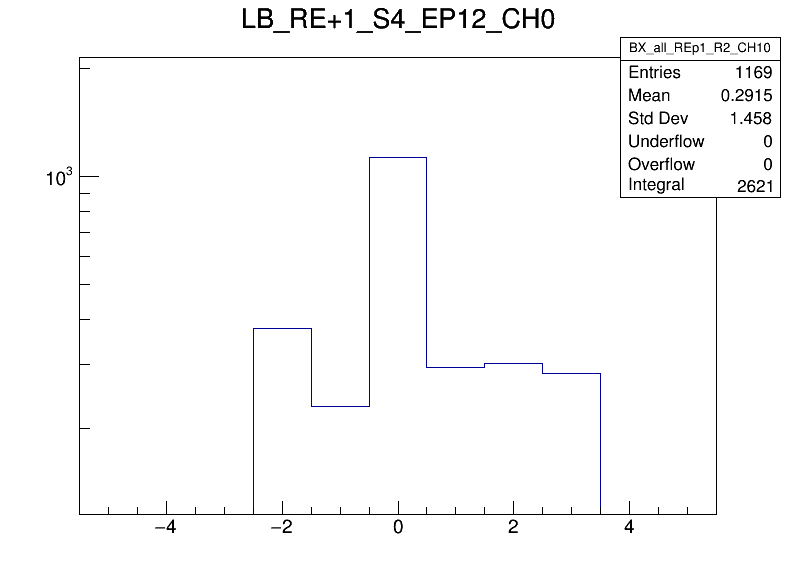 LB_RE+1_S4_EP12_CH0
BX_all_REp1_R2_CH10
Entries 1169
Mean 0.2915
Std Dev 1.458
Underflow 0
Overflow 0
Integral 2621
10³
−4 −2 0 2 4